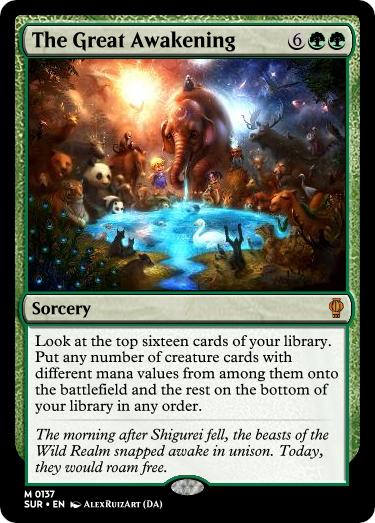 The Great Awakening 6
Sorcery
Look at the top sixteen cards of your library.
Put any number of creature cards with
different mana values from among them onto
the battlefield and the rest on the bottom of
your library in any order.
The morning after Shigurei fell, the beasts of the
Wild Realm snapped awake in unison. Today,
they would roam free.
M 0137
SUR • EN AlexRuizArt (DA)